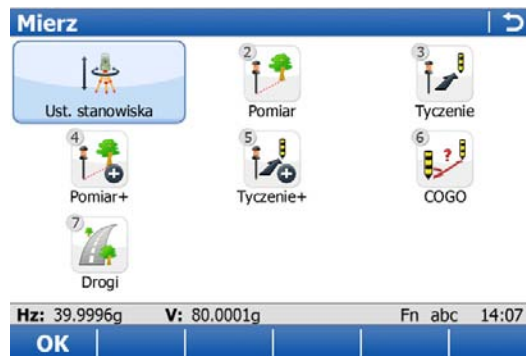 Mierz
Ust. stanowiska
2
Pomiar
3
Tyczenie
4
Pomiar+
5
Tyczenie+
6
?
COGO
7
Drogi
Hz: 39.9996g V: 80.0001g Fn abc 14:07
OK